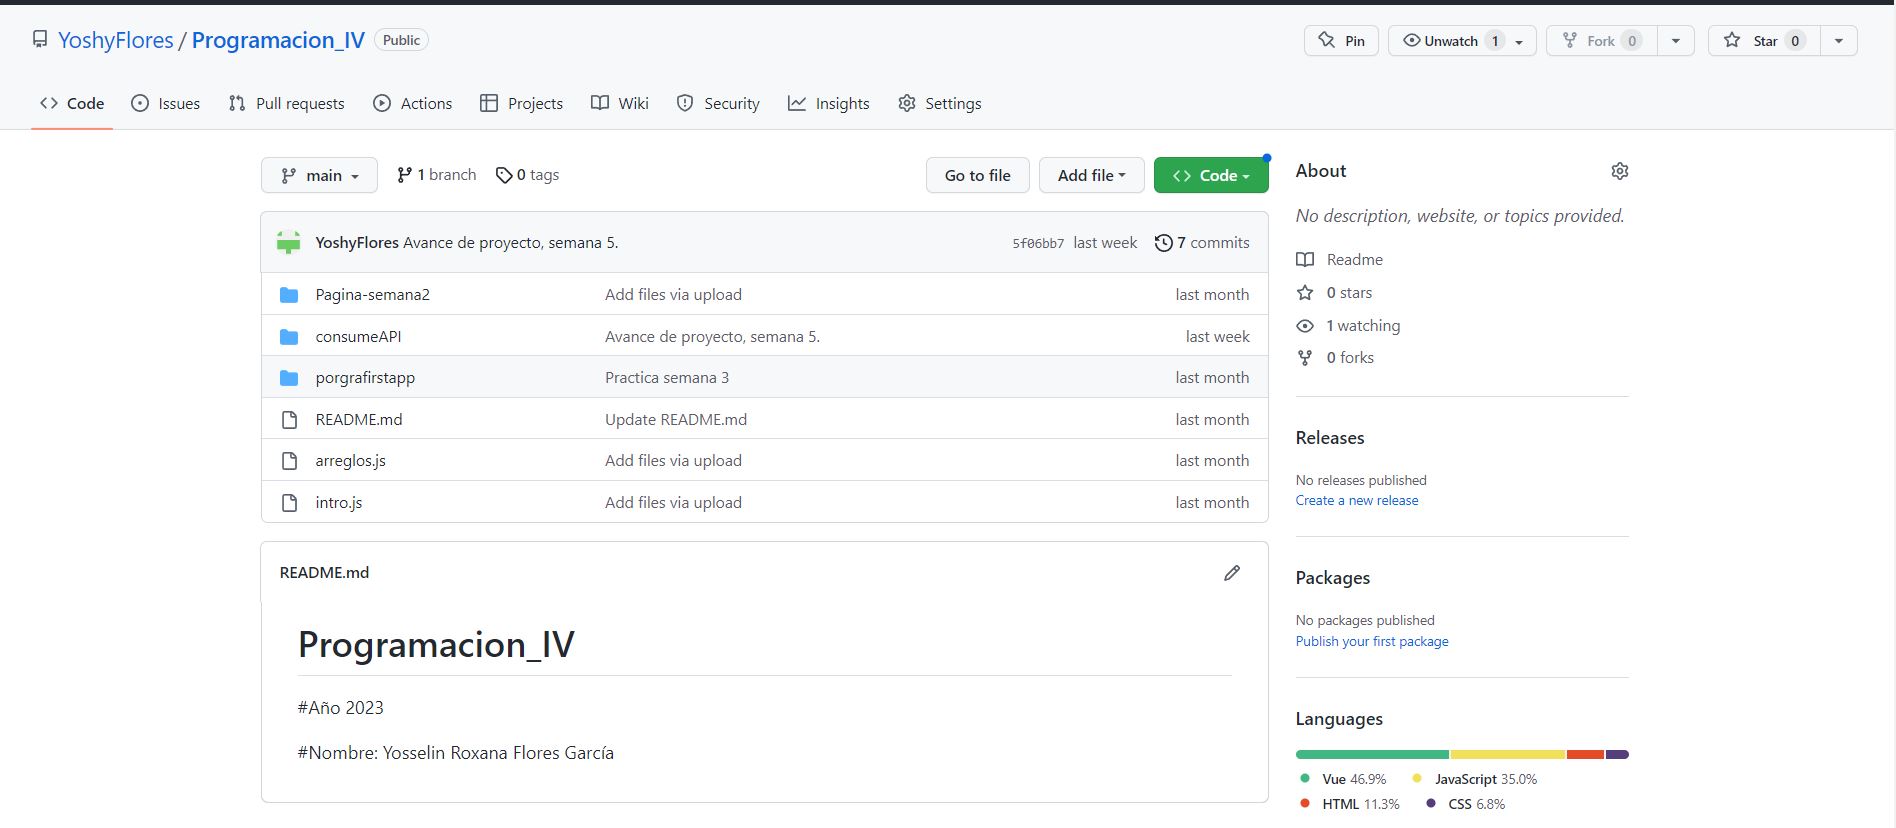 YoshyFlores / Programacion_IV Public
Pin Unwatch 1 Fork 0 Star 0
Code Issues Pull requests Actions Projects Wiki Security Insights Settings
main 1 branch 0 tags Go to file Add file Code
YoshyFlores Avance de proyecto, semana 5. 5f06bb7 last week 7 commits
Pagina-semana2 Add files via upload last month
consumeAPI Avance de proyecto, semana 5. last week
porgrafirstapp Practica semana 3 last month
README.md Update README.md last month
arreglos.js Add files via upload last month
intro.js Add files via upload last month
README.md
Programacion_IV
#Año 2023
#Nombre: Yosselin Roxana Flores García
About
No description, website, or topics provided.
Readme
0 stars
1 watching
0 forks
Releases
No releases published
Create a new release
Packages
No packages published
Publish your first package
Languages
Vue 46.9% JavaScript 35.0%
HTML 11.3% CSS 6.8%